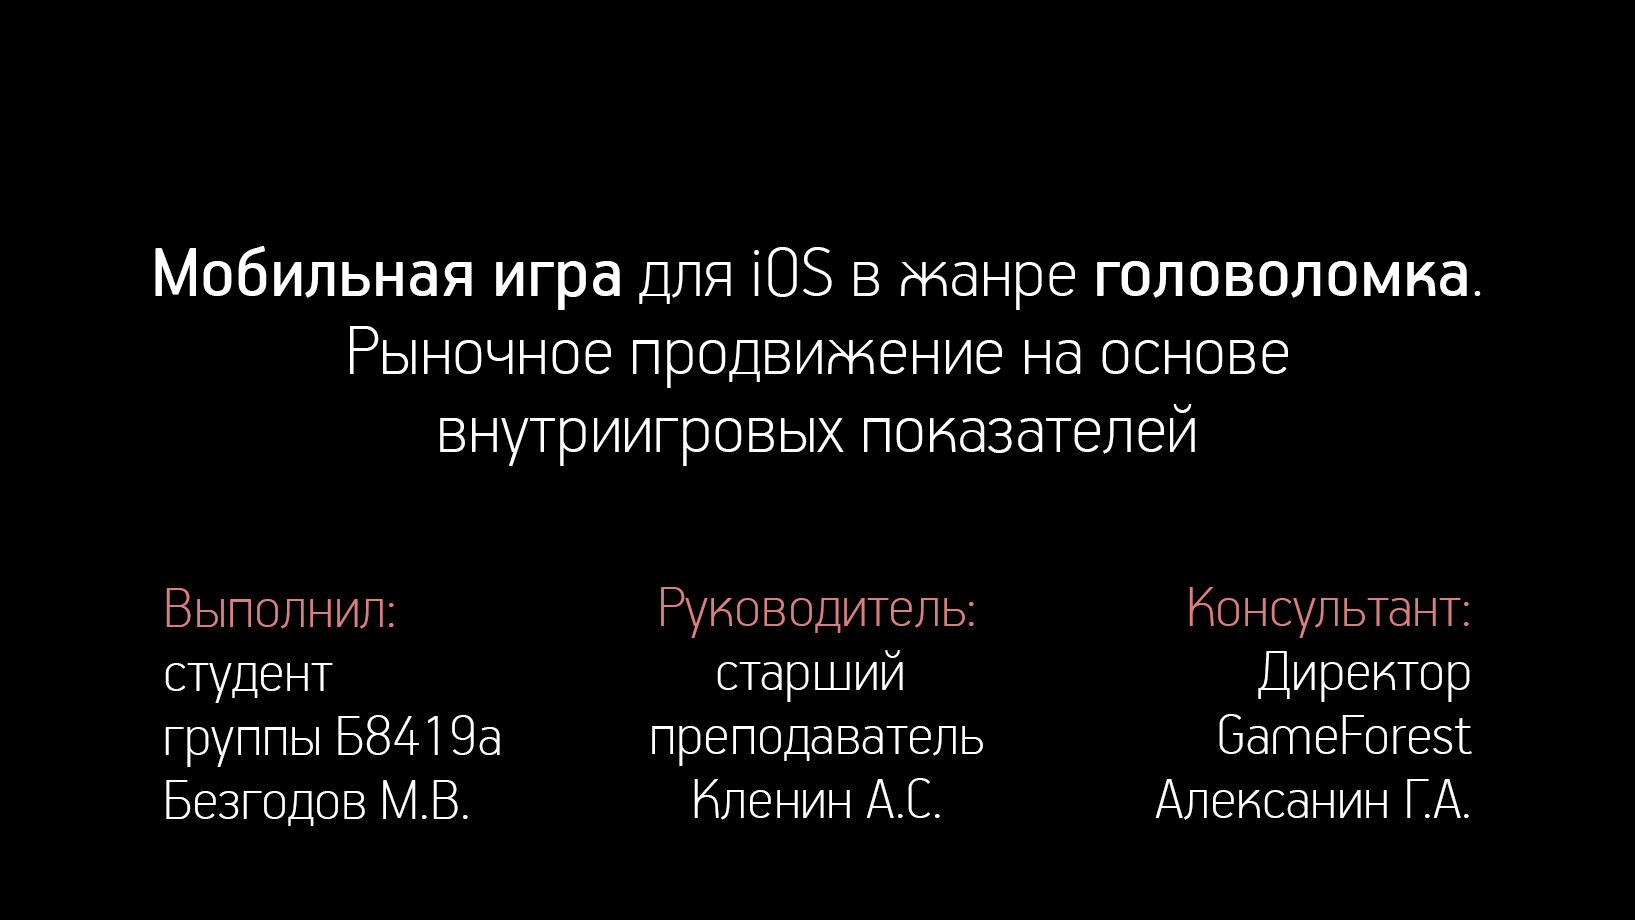 Мобильная игра для iOS в жанре головоломка.
Рыночное продвижение на основе
внутриигровых показателей
Выполнил:
студент
группы Б8419а
Безгодов М.В.
Руководитель:
старший
преподаватель
Кленин А.С.
Консультант:
Директор
GameForest
Алексанин Г.А.